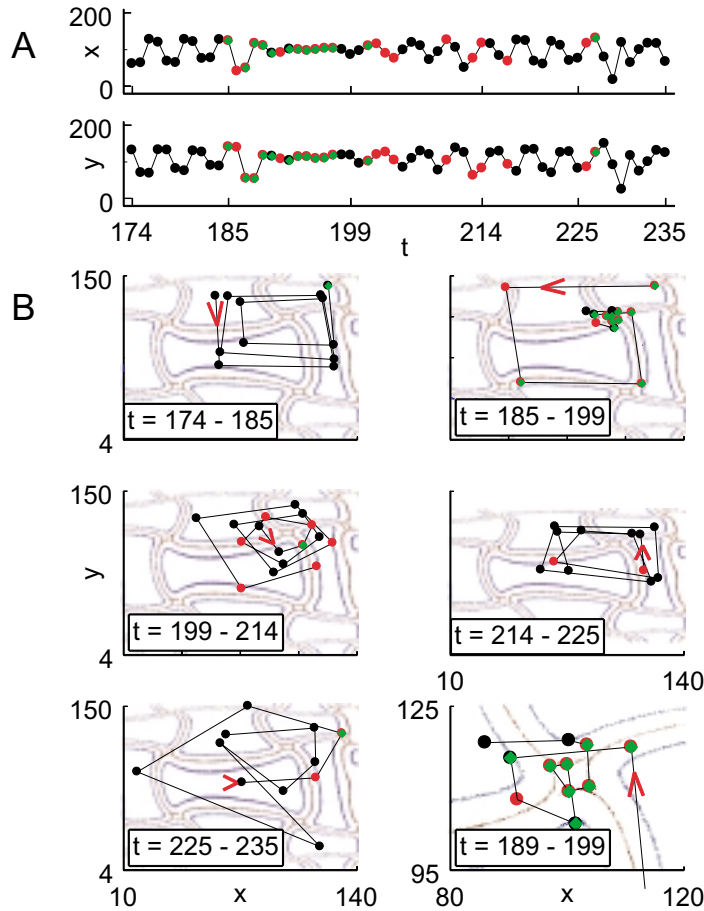 A
200
x
0
200
y
0
174 185 199 214 225 235
t
B
150
4
t = 174 - 185
t = 185 - 199
150
y
4
t = 199 - 214
t = 214 - 225
10 140
150
4
t = 225 - 235
10 x 140
125
95
t = 189 - 199
80 x 120